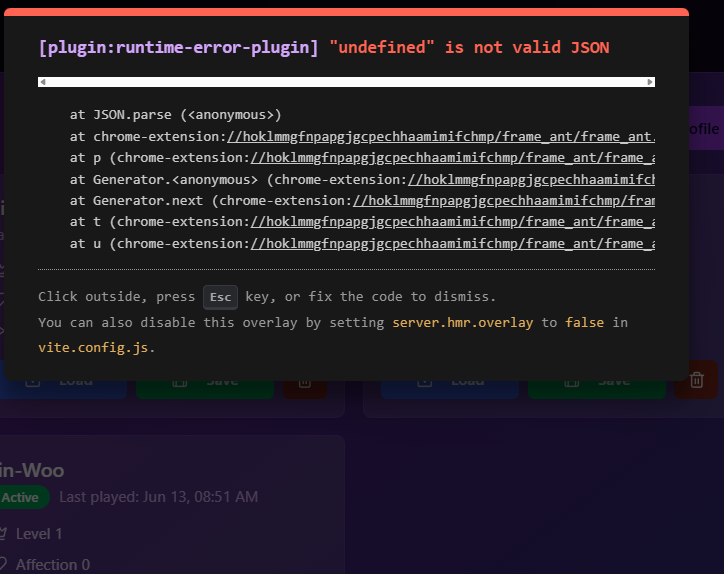 [plugin:runtime-error-plugin] "undefined" is not valid JSON
at JSON.parse (<anonymous>)
at chrome-extension://hoklmmgfnpapgjgcpechhaamimifchmp/frame_ant/frame_ant.
at p (chrome-extension://hoklmmgfnpapgjgcpechhaamimifchmp/frame_ant/frame_a
at Generator.<anonymous> (chrome-extension://hoklmmgfnpapgjgcpechhaamimifch
at Generator.next (chrome-extension://hoklmmgfnpapgjgcpechhaamimifchmp/fram
at t (chrome-extension://hoklmmgfnpapgjgcpechhaamimifchmp/frame_ant/frame_a
at u (chrome-extension://hoklmmgfnpapgjgcpechhaamimifchmp/frame_ant/frame_a
Click outside, press Esc key, or fix the code to dismiss.
You can also disable this overlay by setting server.hmr.overlay to false in
vite.config.js.
ofile
Load Save Load Save
in-Woo
Active Last played: Jun 13, 08:51 AM
Level 1
Affection 0